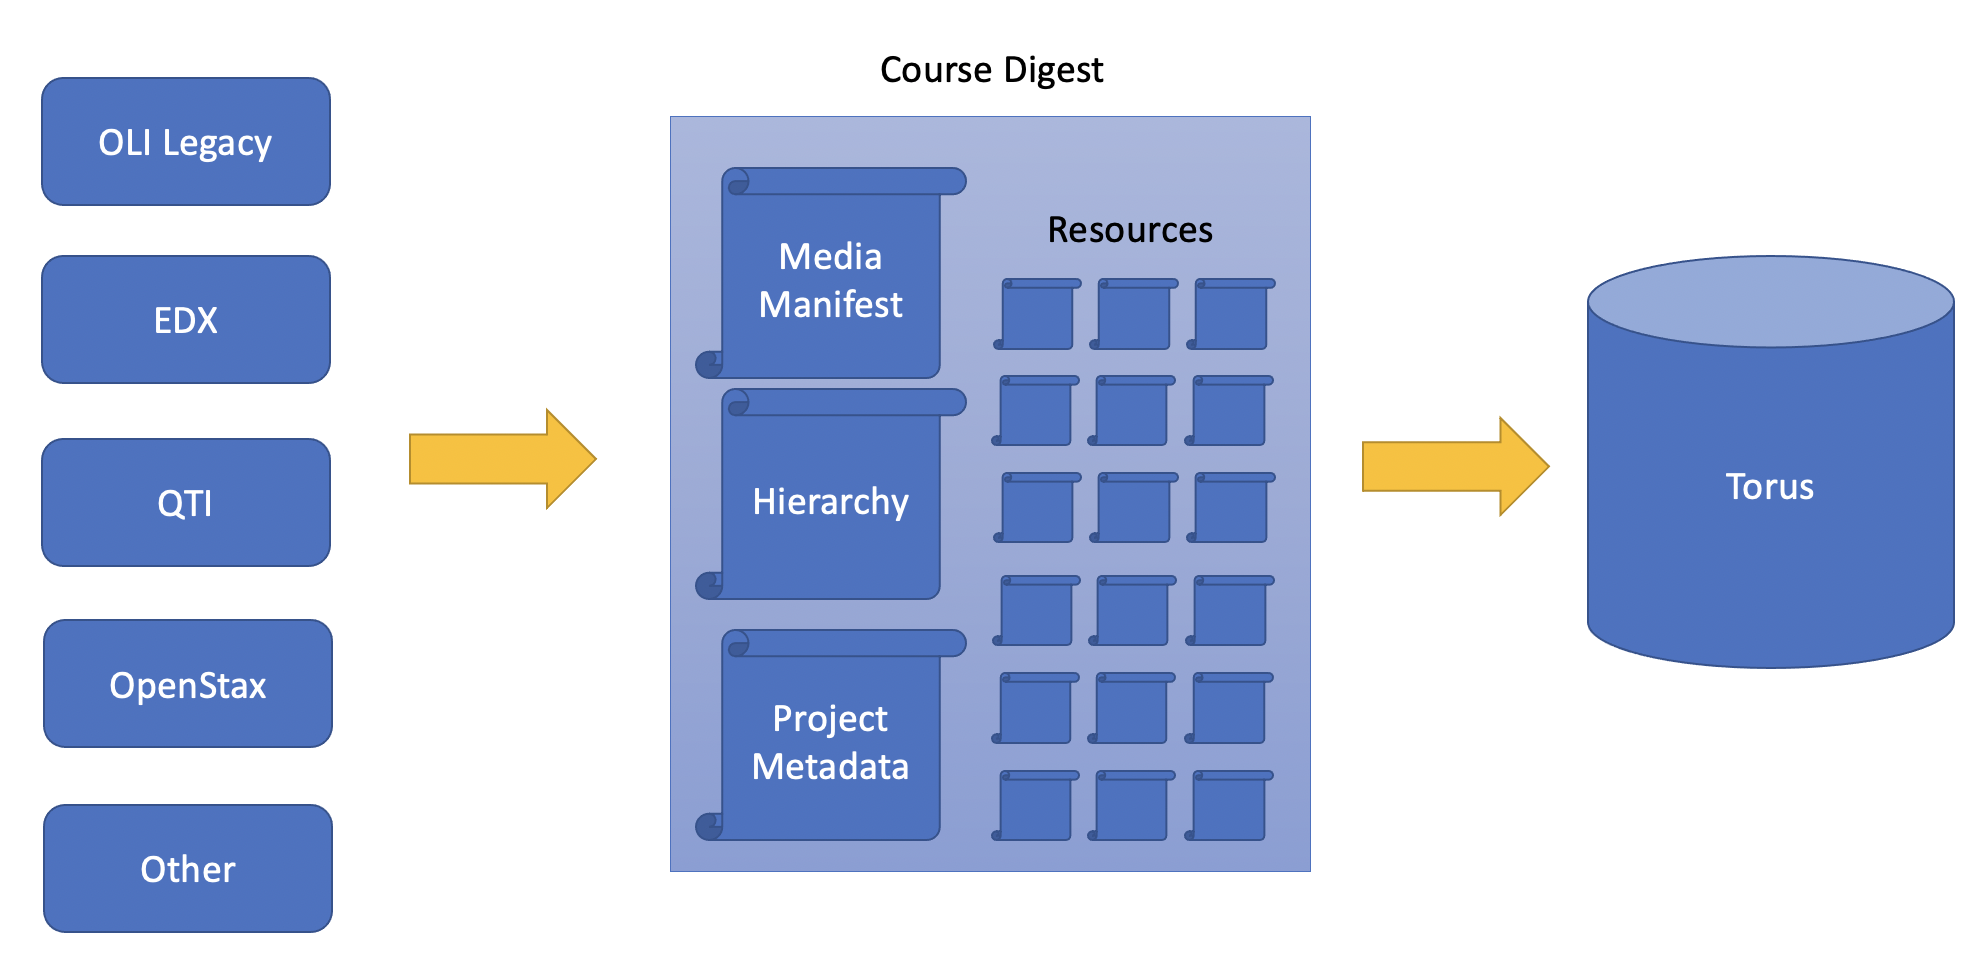 OLI Legacy
EDX
QTI
OpenStax
Other
Course Digest
Media
Manifest
Hierarchy
Project
Metadata
Resources
Torus